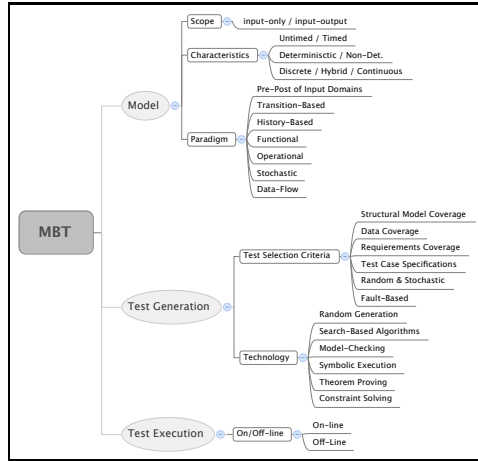 Scope
input-only / input-output
Untimed / Timed
Characteristics
Determinisctic / Non-Det.
Discrete / Hybrid / Continuous
Model
Pre-Post of Input Domains
Transition-Based
History-Based
Paradigm
Functional
Operational
Stochastic
Data-Flow
MBT
Structural Model Coverage
Data Coverage
Test Selection Criteria
Requierements Coverage
Test Case Specifications
Random & Stochastic
Fault-Based
Test Generation
Random Generation
Search-Based Algorithms
Technology
Model-Checking
Symbolic Execution
Theorem Proving
Constraint Solving
Test Execution
On/Off-line
On-line
Off-Line